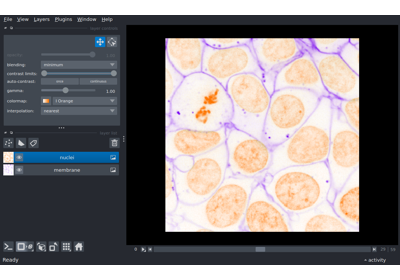 File View Layers Plugins Window Help
blending: minimum
contrast limits:
auto-contrast: once continuous
gamma: 1.00
colormap: I Orange
interpolation: nearest
nuclei
membrane
Ready
activity